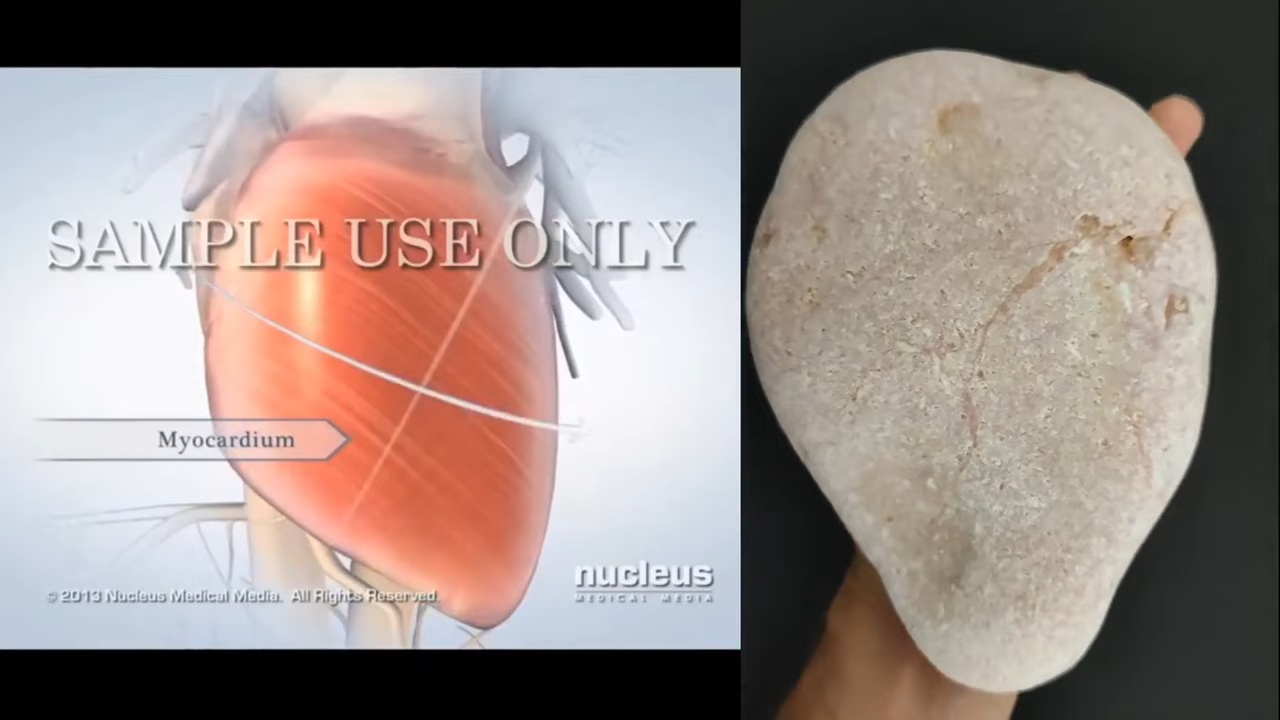 SAMPLE USE ONLY
Myocardium
nucleus
MEDICAL MEDIA
© 2013 Nucleus Medical Media. All Rights Reserved.